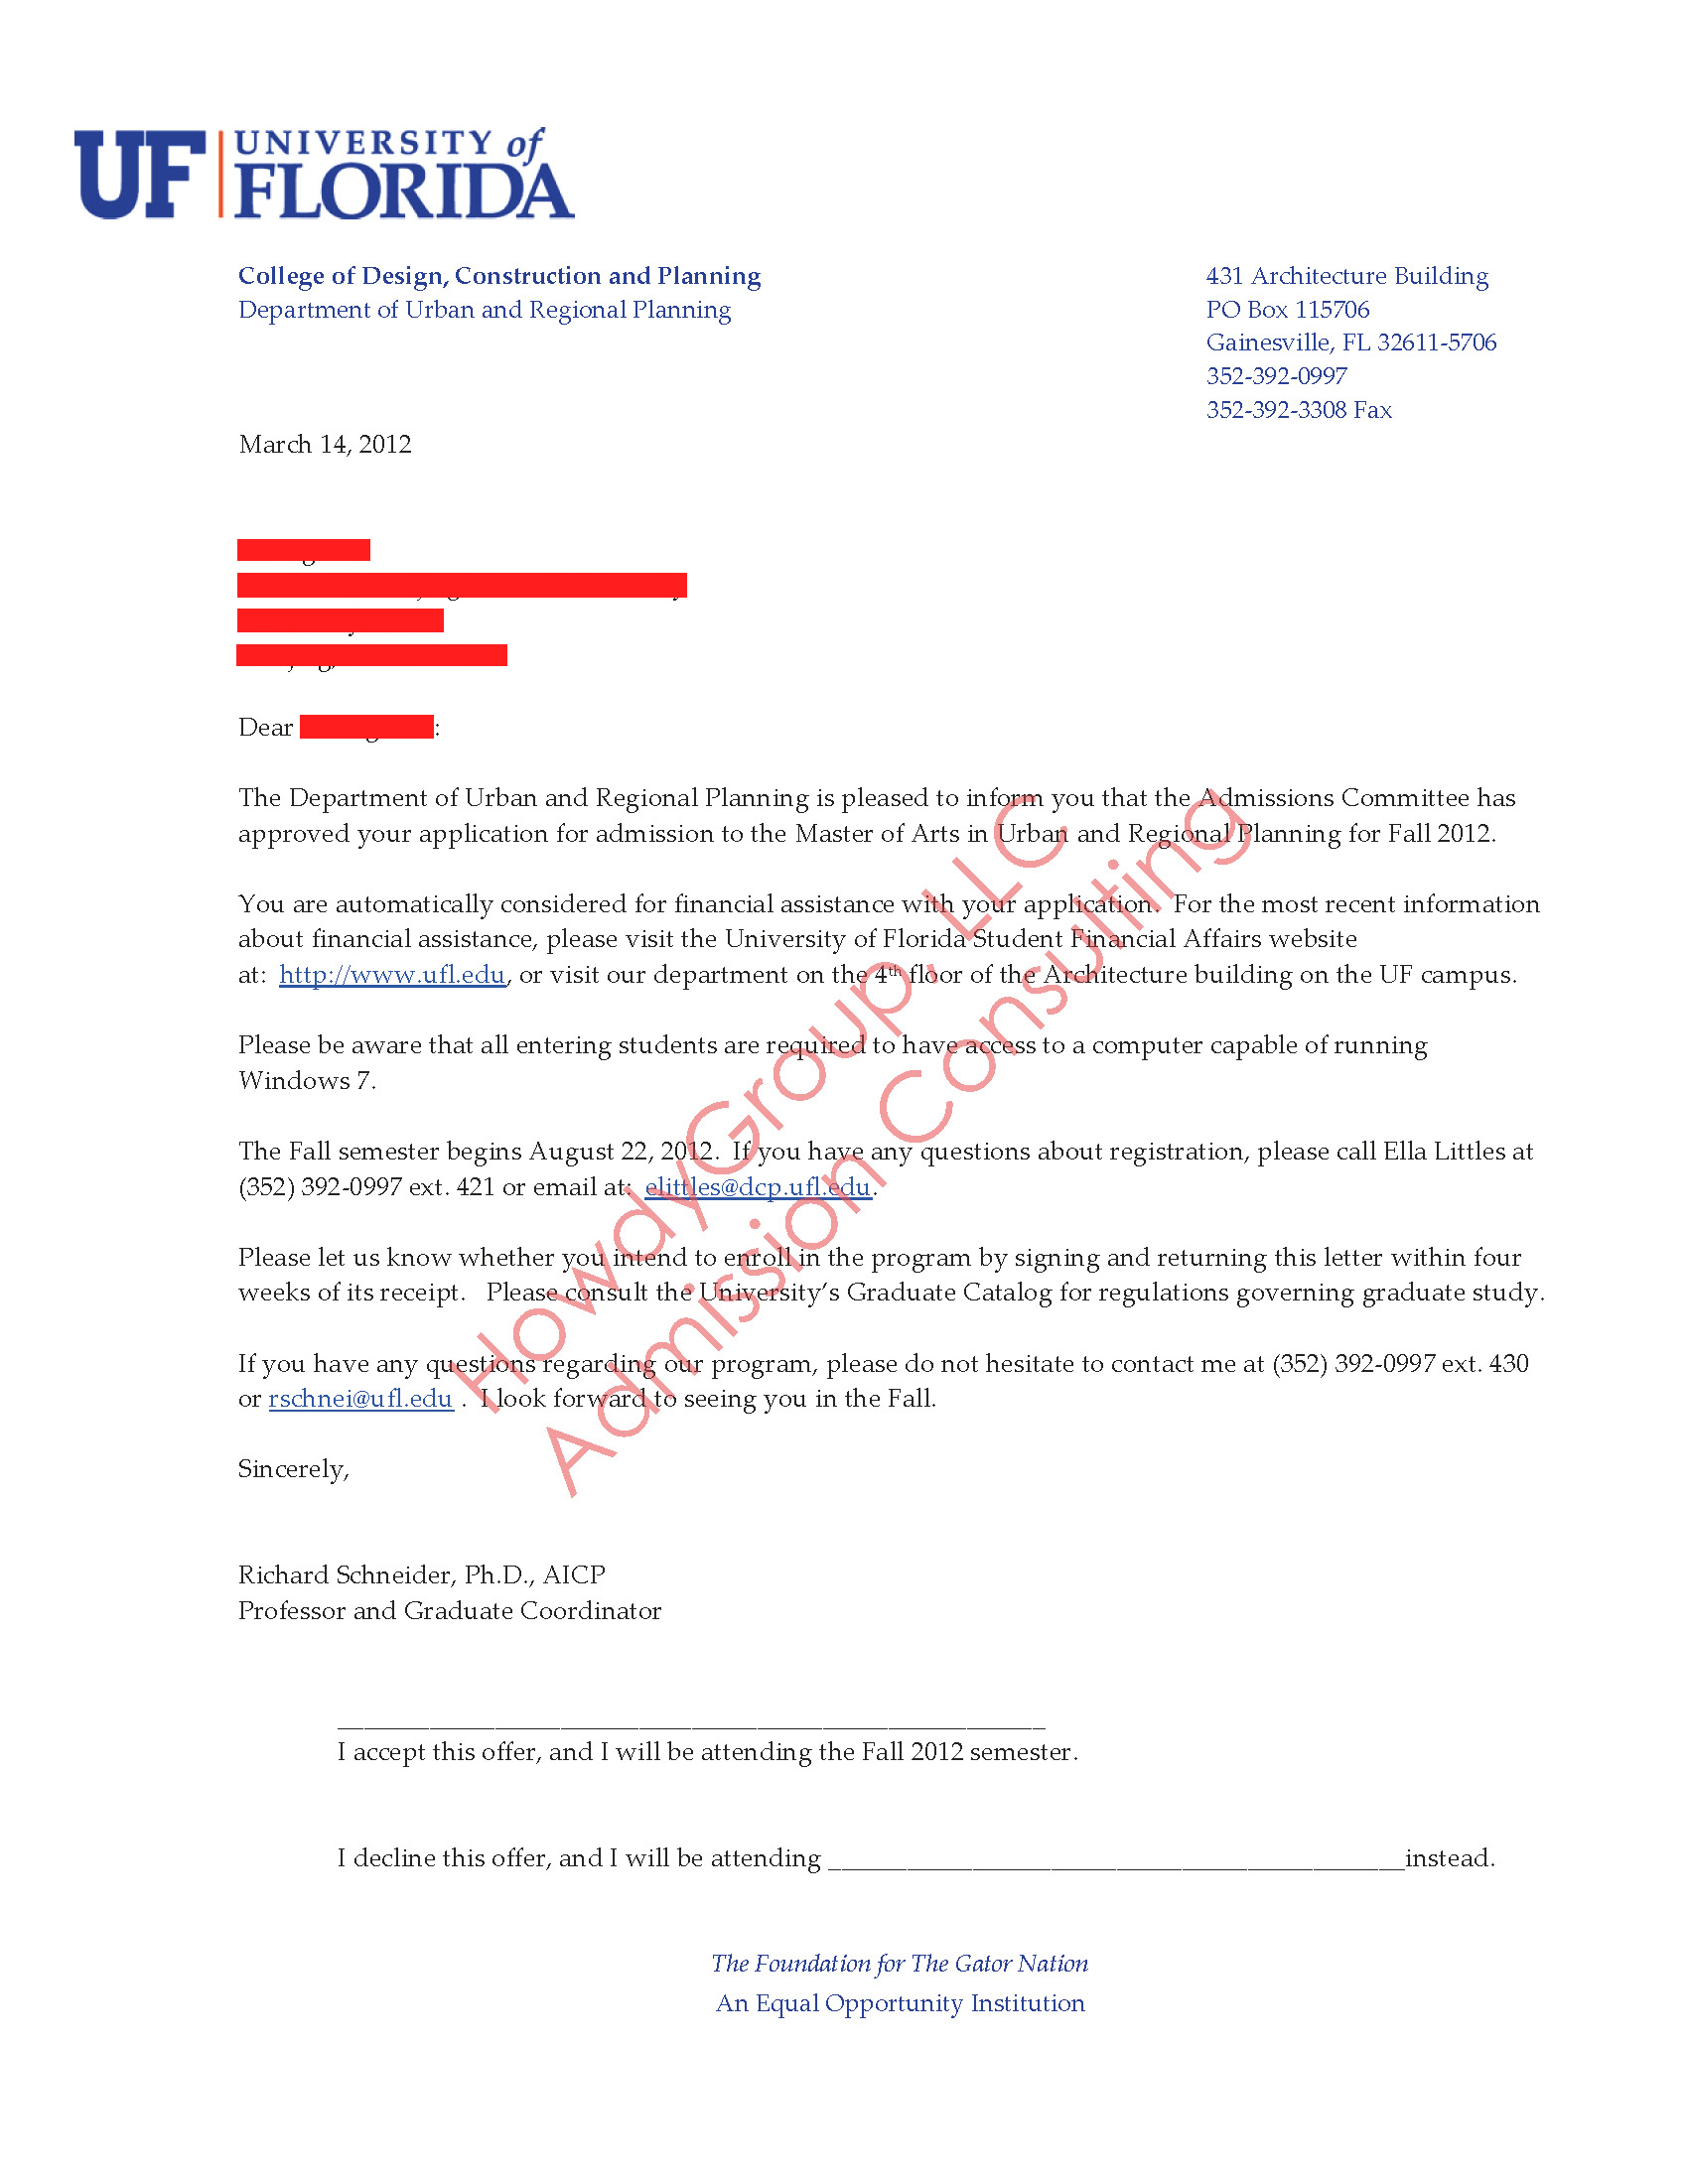 UF UNIVERSITY of
FLORIDA
College of Design, Construction and Planning
Department of Urban and Regional Planning
431 Architecture Building
PO Box 115706
Gainesville, FL 32611-5706
352-392-0997
352-392-3308 Fax
March 14, 2012
Dear :
The Department of Urban and Regional Planning is pleased to inform you that the Admissions Committee has
approved your application for admission to the Master of Arts in Urban and Regional Planning for Fall 2012.
You are automatically considered for financial assistance with your application.  For the most recent information
about financial assistance, please visit the University of Florida Student Financial Affairs website
at:  http://www.ufl.edu, or visit our department on the 4th floor of the Architecture building on the UF campus.
Please be aware that all entering students are required to have access to a computer capable of running
Windows 7.
The Fall semester begins August 22, 2012.  If you have any questions about registration, please call Ella Littles at
(352) 392-0997 ext. 421 or email at:  elittles@dcp.ufl.edu.
Please let us know whether you intend to enroll in the program by signing and returning this letter within four
weeks of its receipt.   Please consult the University's Graduate Catalog for regulations governing graduate study.
If you have any questions regarding our program, please do not hesitate to contact me at (352) 392-0997 ext. 430
or rschnei@ufl.edu .  I look forward to seeing you in the Fall.
Sincerely,
Richard Schneider, Ph.D., AICP
Professor and Graduate Coordinator
I accept this offer, and I will be attending the Fall 2012 semester.
I decline this offer, and I will be attending ____________________________________________instead.
The Foundation for The Gator Nation
An Equal Opportunity Institution
HowdyGroup, LLC
Admission Consulting